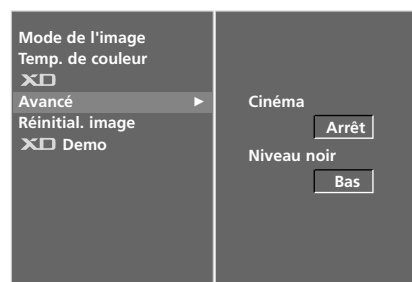 Mode de l'image
Temp. de couleur
XD
Avancé ►
Réinitial. image
XD Demo
Cinéma
Arrêt
Niveau noir
Bas